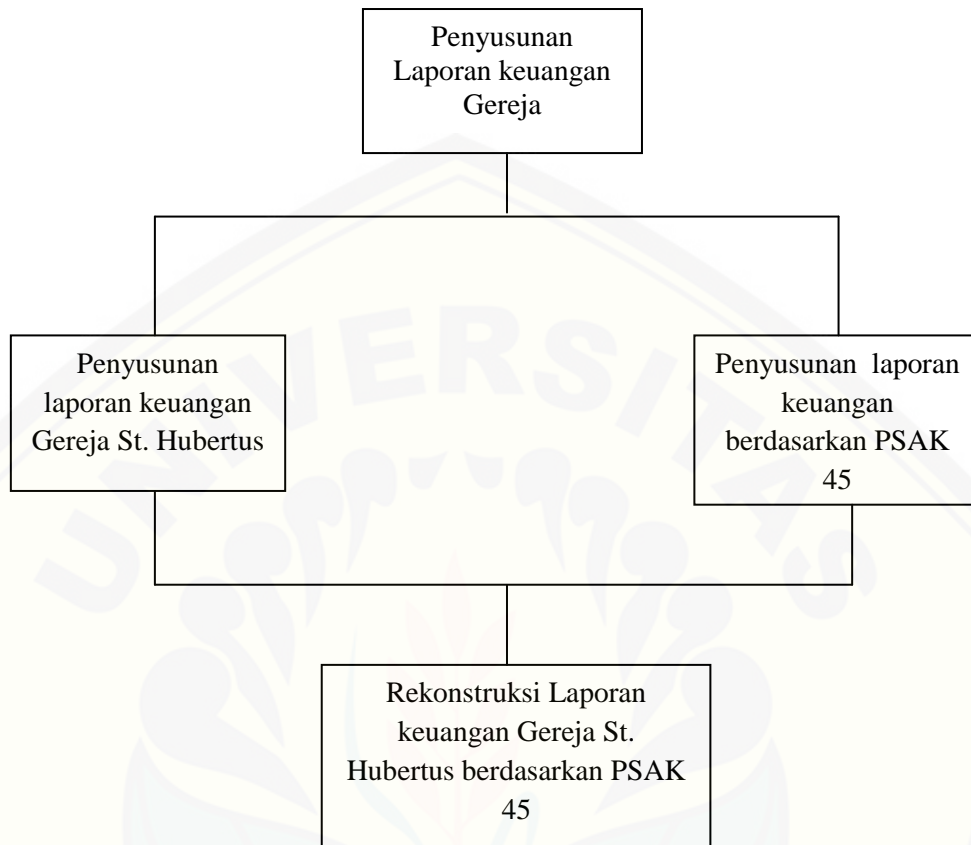 Penyusunan
Laporan keuangan
Gereja
UNIVERSITAS
Penyusunan
laporan keuangan
Gereja St. Hubertus
Penyusunan laporan
keuangan
berdasarkan PSAK
45
Rekonstruksi Laporan
keuangan Gereja St.
Hubertus berdasarkan PSAK
45